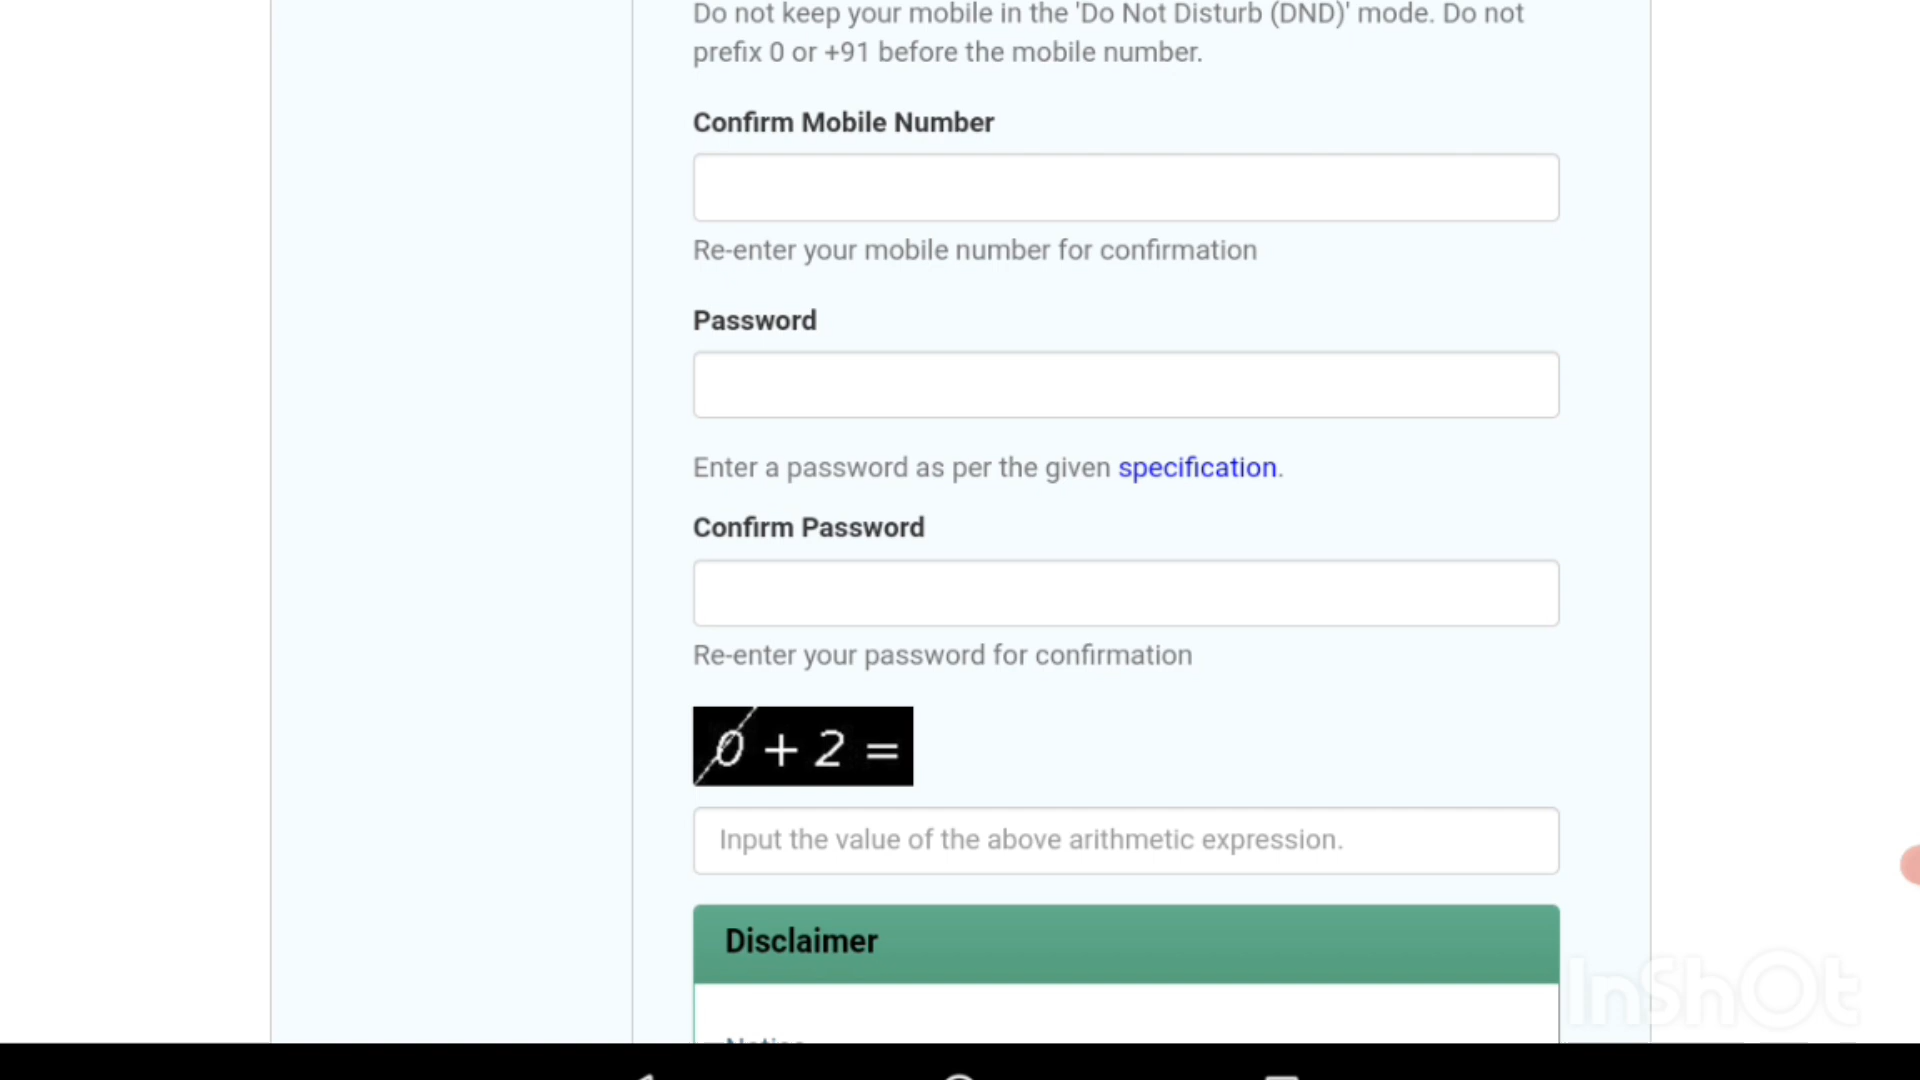 Do not keep your mobile in the 'Do Not Disturb (DND)' mode. Do not
prefix 0 or +91 before the mobile number.
Confirm Mobile Number
Re-enter your mobile number for confirmation
Password
Enter a password as per the given specification.
Confirm Password
Re-enter your password for confirmation
0 + 2 =
Input the value of the above arithmetic expression.
Disclaimer
InShOt